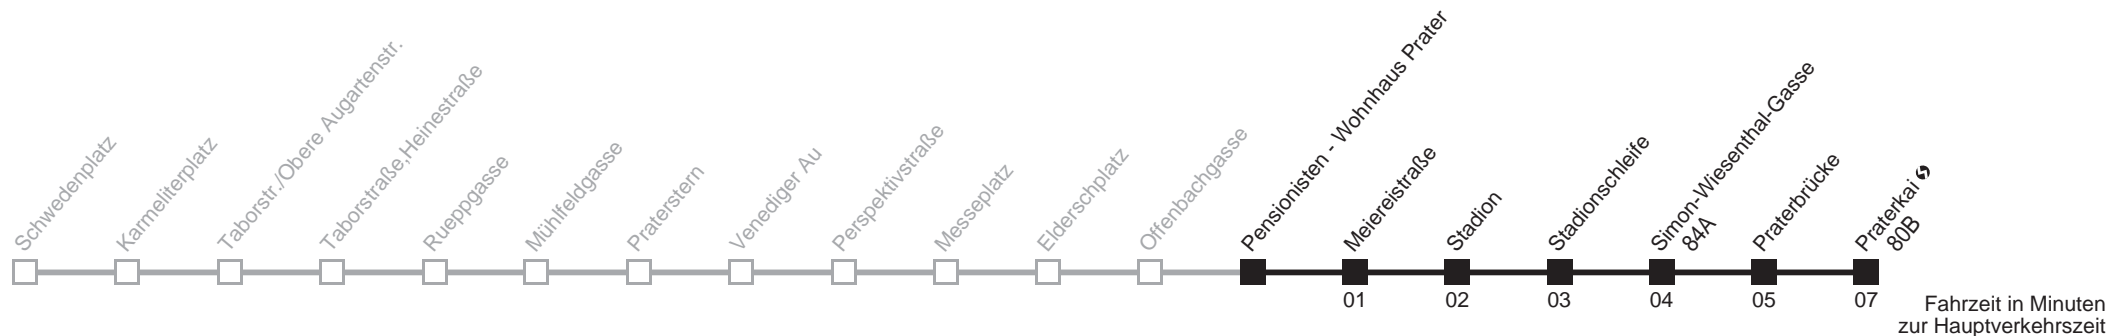 Schwedenplatz
Karmeliterplatz
Taborstr./Obere Augartenstr.
Taborstraße,Heinestraße
Rueppgasse
Mühlfeldgasse
Praterstern
Venediger Au
Perspektivstraße
Messeplatz
Elderschplatz
Offenbachgasse
Pensionisten - Wohnhaus Prater
Meiereistraße
Stadion
Stadionschleife
Simon-Wiesenthal-Gasse
84A
Praterbrücke
Praterkai
80B
01
02
03
04
05
07
Fahrzeit in Minuten
zur Hauptverkehrszeit